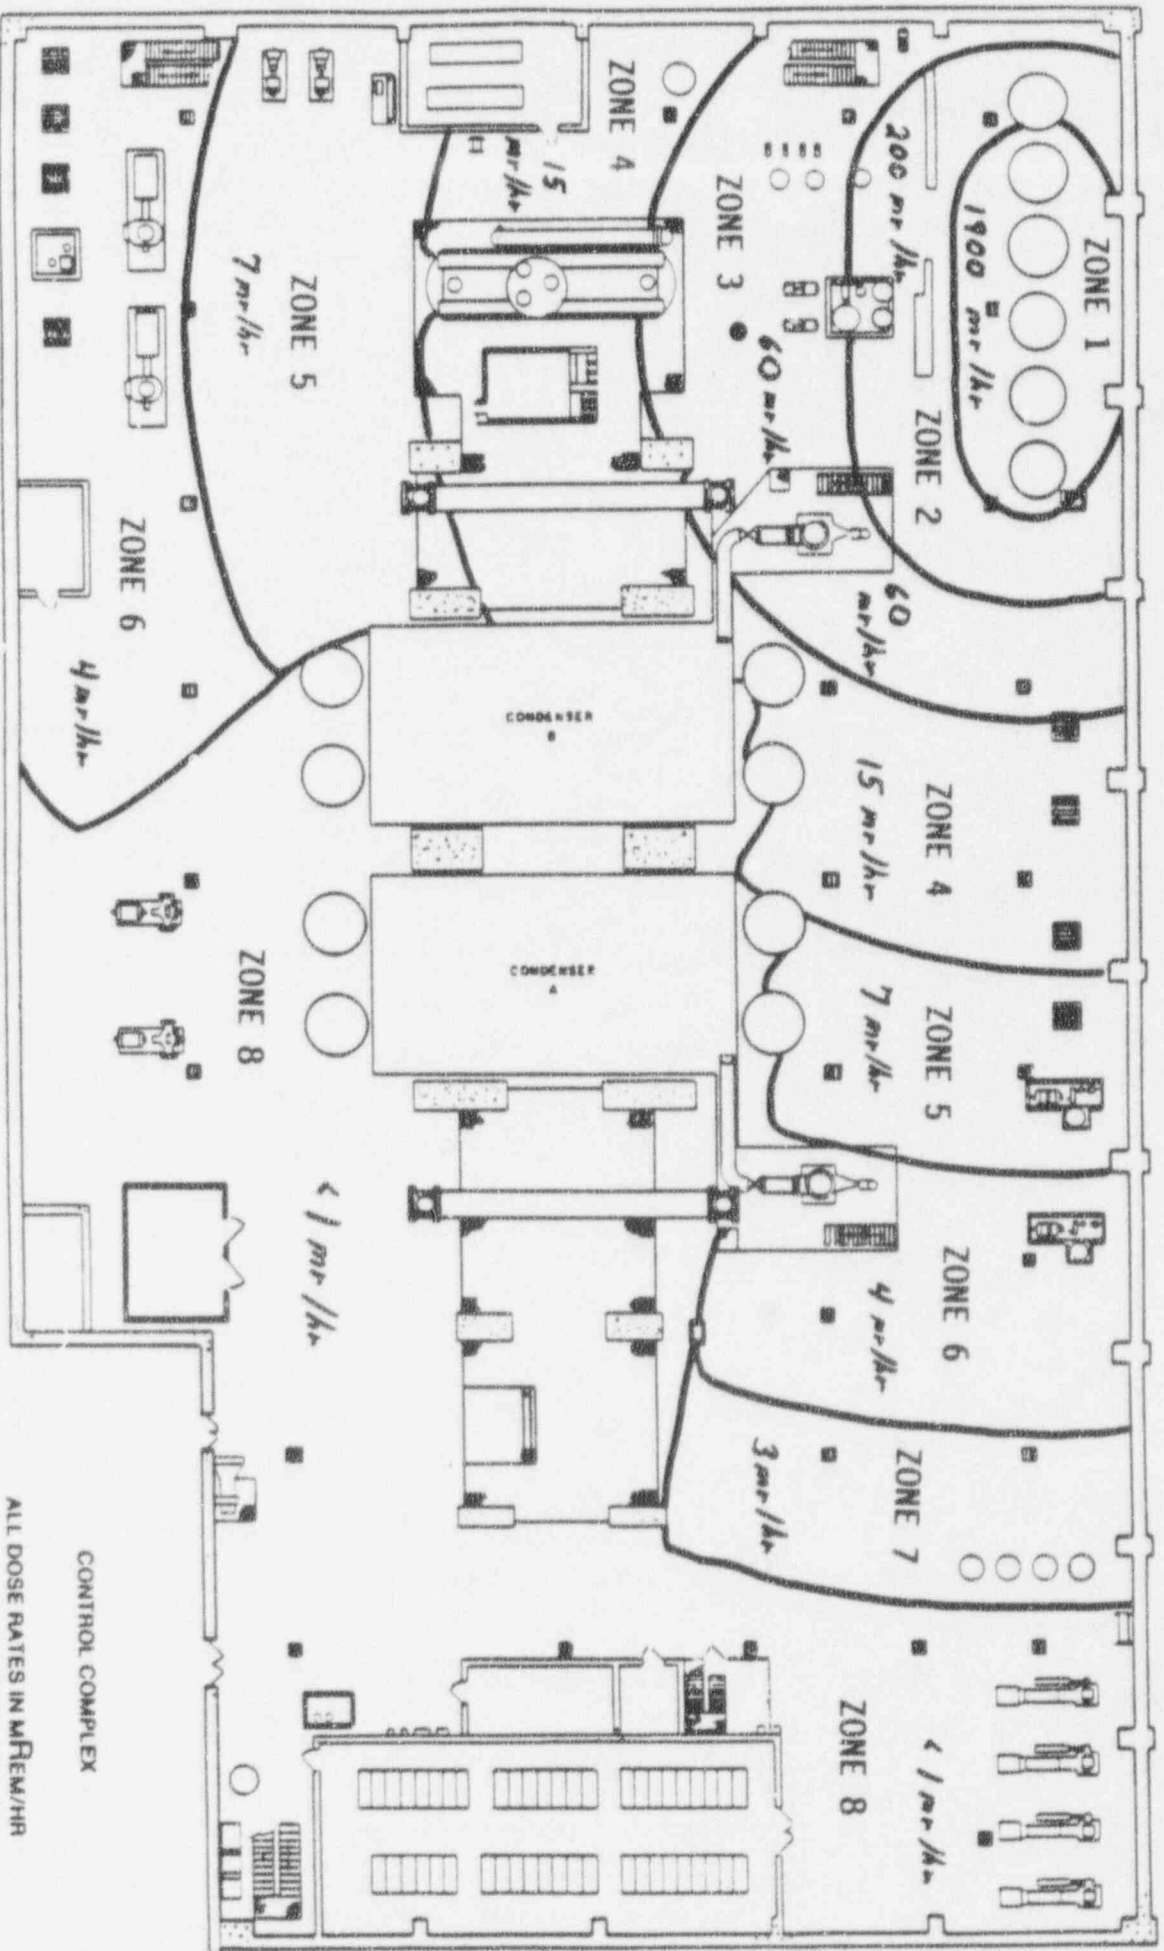 ZONE 1
1900 mr/hr
200 mr/hr
ZONE 2
ZONE 3
60 mr/hr
60
mr/hr
ZONE 4
15
mr/hr
ZONE 5
7 mr/hr
ZONE 6
4 mr/hr
ZONE 4
15 mr/hr
ZONE 5
7 mr/hr
ZONE 6
4 mr/hr
ZONE 7
3 mr/hr
ZONE 8
< 1 mr/hr
ZONE 8
< 1 mr/hr
CONDENSER
B
CONDENSER
A
CONTROL COMPLEX
ALL DOSE RATES IN MREM/HR